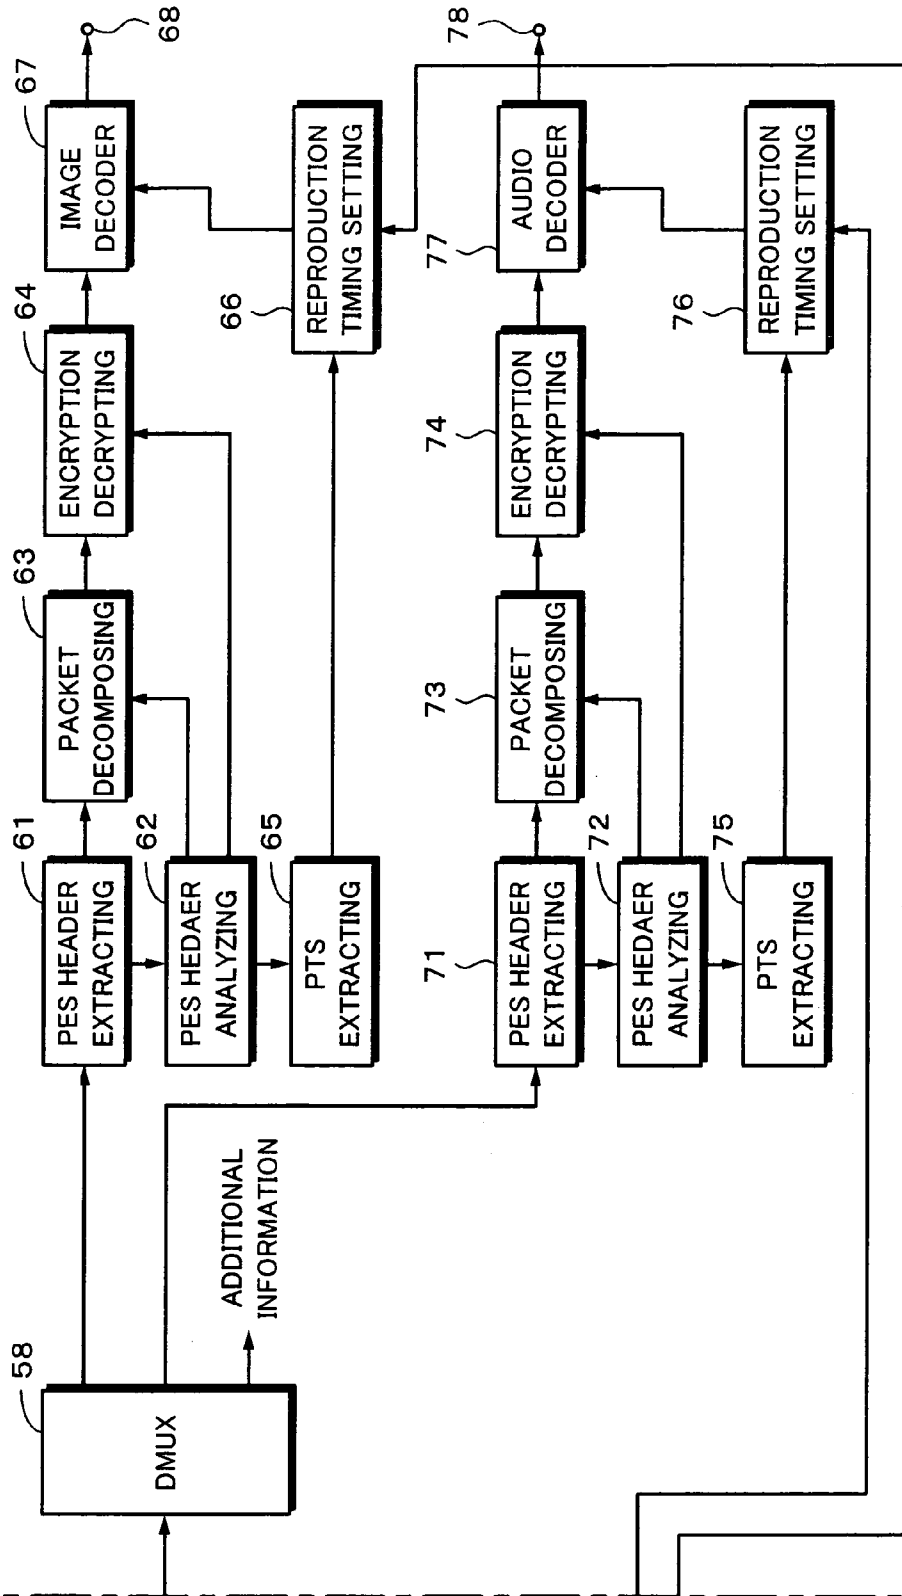 58
DMUX
ADDITIONAL
INFORMATION
61
PES HEADER
EXTRACTING
62
PES HEDAER
ANALYZING
65
PTS
EXTRACTING
63
PACKET
DECOMPOSING
64
ENCRYPTION
DECRYPTING
67
IMAGE
DECODER
68
66
REPRODUCTION
TIMING SETTING
71
PES HEADER
EXTRACTING
72
PES HEDAER
ANALYZING
75
PTS
EXTRACTING
73
PACKET
DECOMPOSING
74
ENCRYPTION
DECRYPTING
77
AUDIO
DECODER
78
76
REPRODUCTION
TIMING SETTING